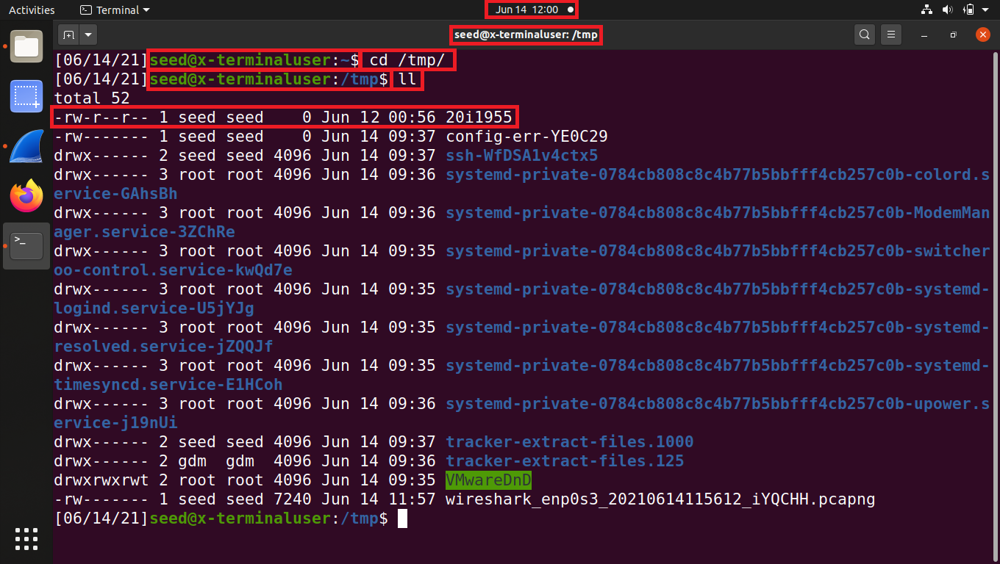 Activities Terminal Jun 14 12:00
seed@x-terminaluser: /tmp
[06/14/21]seed@x-terminaluser:~$ cd /tmp/
[06/14/21]seed@x-terminaluser:/tmp$ ll
total 52
-rw-r--r-- 1 seed seed    0 Jun 12 00:56 20i1955
-rw------- 1 seed seed    0 Jun 14 09:37 config-err-YE0C29
drwx------ 2 seed seed 4096 Jun 14 09:37 ssh-WfDSA1v4ctx5
drwx------ 3 root root 4096 Jun 14 09:36 systemd-private-0784cb808c8c4b77b5bbfff4cb257c0b-colord.s
ervice-GAhsBh
drwx------ 3 root root 4096 Jun 14 09:36 systemd-private-0784cb808c8c4b77b5bbfff4cb257c0b-ModemMan
ager.service-3ZChRe
drwx------ 3 root root 4096 Jun 14 09:35 systemd-private-0784cb808c8c4b77b5bbfff4cb257c0b-switcher
oo-control.service-kwQd7e
drwx------ 3 root root 4096 Jun 14 09:35 systemd-private-0784cb808c8c4b77b5bbfff4cb257c0b-systemd-
logind.service-U5jYJg
drwx------ 3 root root 4096 Jun 14 09:35 systemd-private-0784cb808c8c4b77b5bbfff4cb257c0b-systemd-
resolved.service-jZQQJf
drwx------ 3 root root 4096 Jun 14 09:35 systemd-private-0784cb808c8c4b77b5bbfff4cb257c0b-systemd-
timesyncd.service-E1HCoh
drwx------ 3 root root 4096 Jun 14 09:36 systemd-private-0784cb808c8c4b77b5bbfff4cb257c0b-upower.s
ervice-j19nUi
drwx------ 2 seed seed 4096 Jun 14 09:37 tracker-extract-files.1000
drwx------ 2 gdm  gdm  4096 Jun 14 09:36 tracker-extract-files.125
drwxrwxrwt 2 root root 4096 Jun 14 09:35 VMwareDnD
-rw------- 1 seed seed 7240 Jun 14 11:57 wireshark_enp0s3_20210614115612_iYQCHH.pcapng
[06/14/21]seed@x-terminaluser:/tmp$